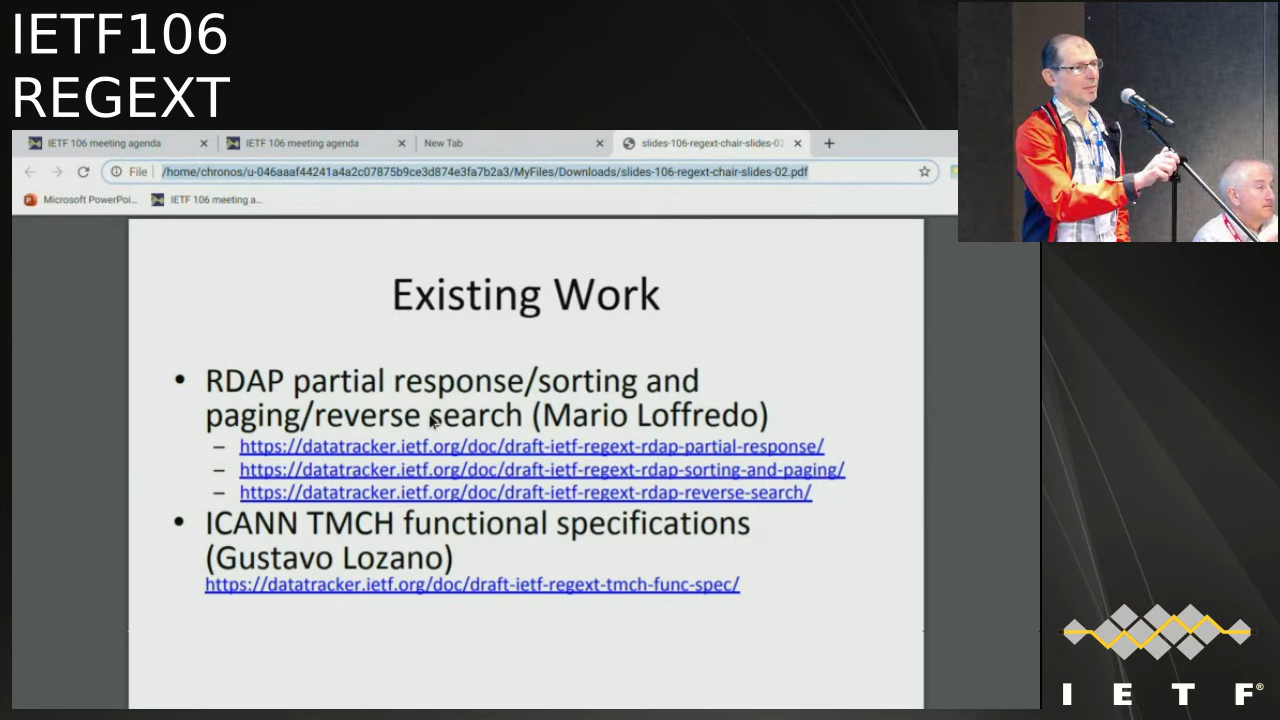 IETF106
REGEXT
IETF 106 meeting agenda
IETF 106 meeting agenda
New Tab
slides-106-regext-chair-slides-02
File
/home/chronos/u-046aaaf44241a4a2c07875b9ce3d874e3fa7b2a3/MyFiles/Downloads/slides-106-regext-chair-slides-02.pdf
Microsoft PowerPoi...
IETF 106 meeting a...
Existing Work
• RDAP partial response/sorting and
paging/reverse search (Mario Loffredo)
– https://datatracker.ietf.org/doc/draft-ietf-regext-rdap-partial-response/
– https://datatracker.ietf.org/doc/draft-ietf-regext-rdap-sorting-and-paging/
– https://datatracker.ietf.org/doc/draft-ietf-regext-rdap-reverse-search/
• ICANN TMCH functional specifications
(Gustavo Lozano)
https://datatracker.ietf.org/doc/draft-ietf-regext-tmch-func-spec/
I E T F®